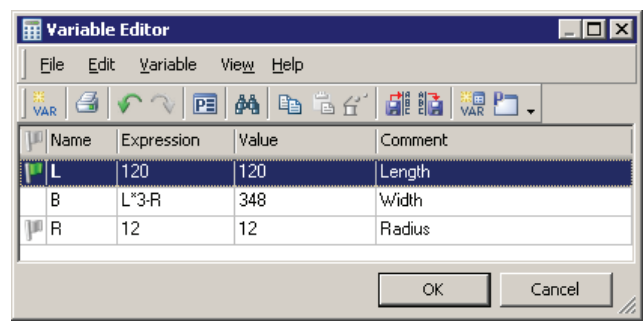 Variable Editor
File Edit Variable View Help
VAR PE VAR
Name Expression Value Comment
L 120 120 Length
B L*3-R 348 Width
R 12 12 Radius
OK Cancel